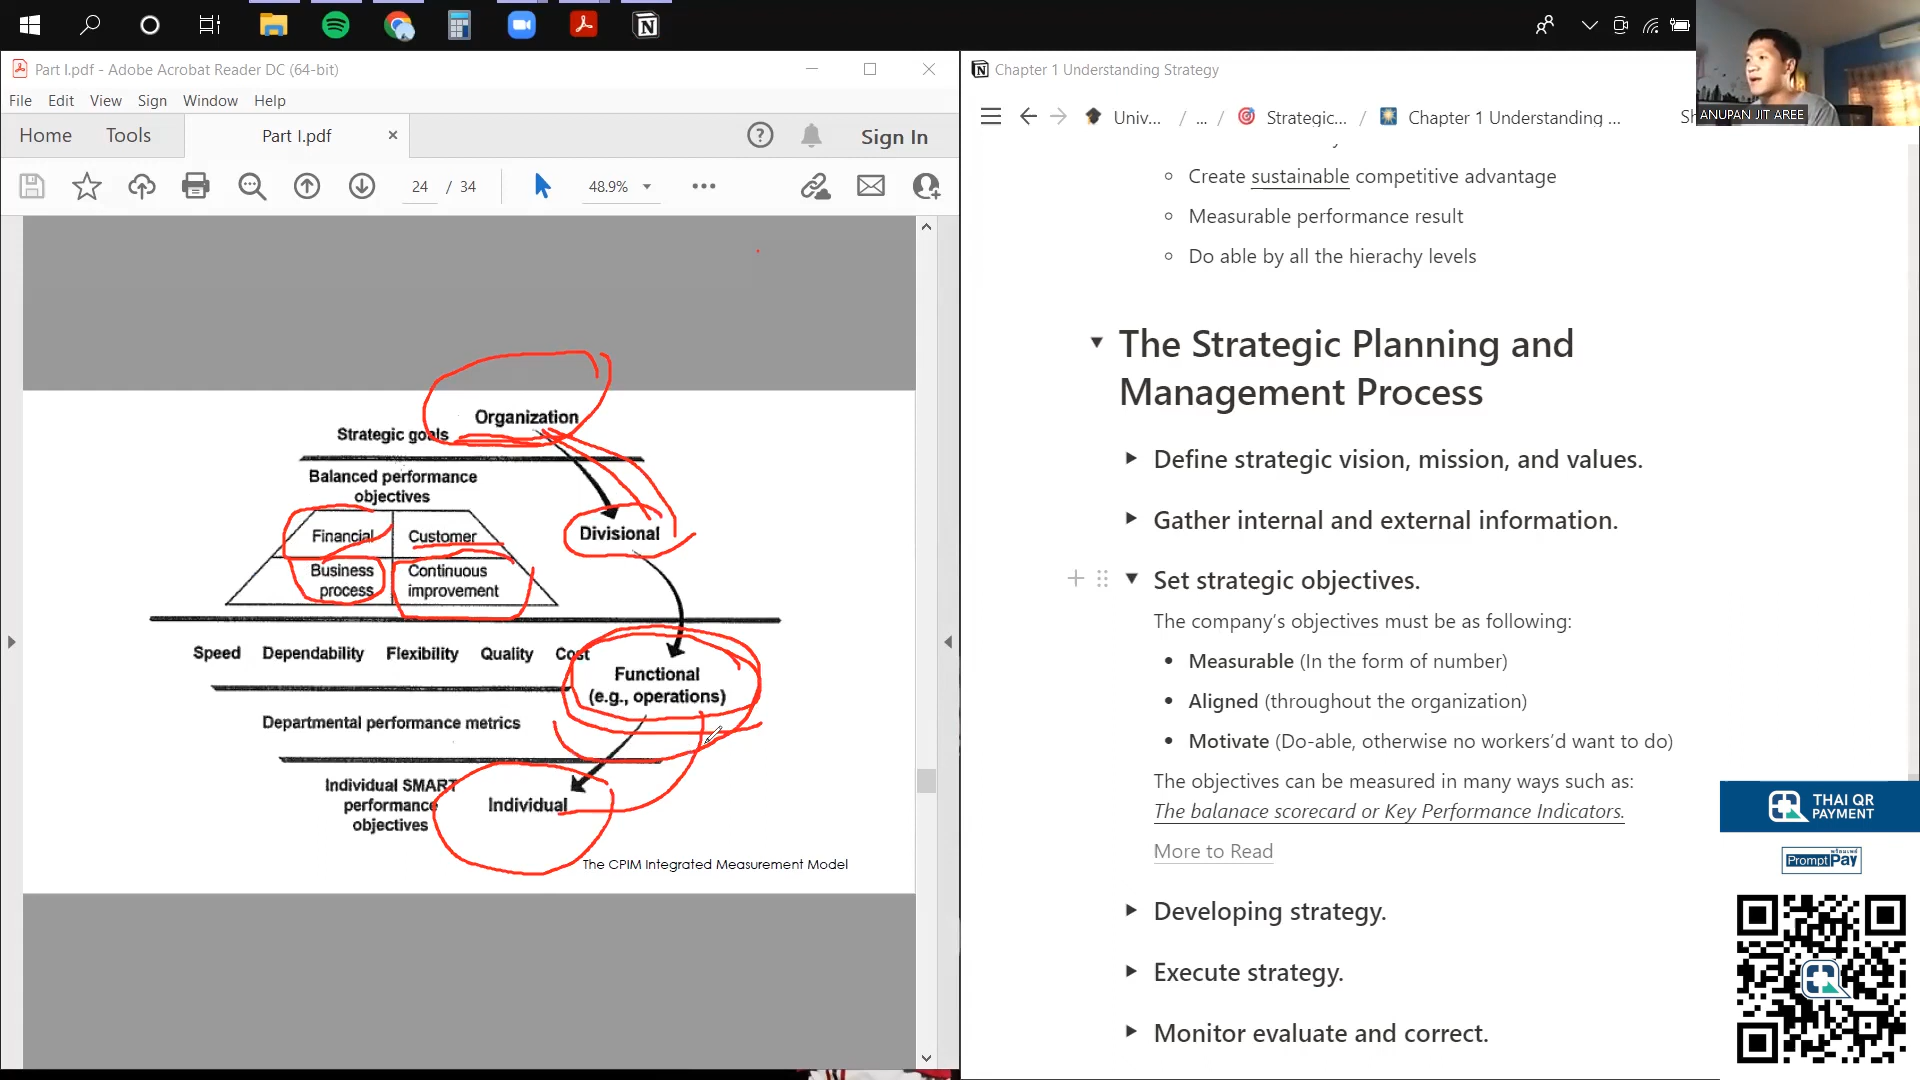 Part I.pdf - Adobe Acrobat Reader DC (64-bit)
File Edit View Sign Window Help
Home Tools Part I.pdf × Sign In
24 / 34 48.9%
Organization
Strategic goals
Balanced performance
objectives
Financial Customer
Divisional
Business
process
Continuous
improvement
Speed Dependability Flexibility Quality Cost
Functional
(e.g., operations)
Departmental performance metrics
Individual SMART
performance
objectives
Individual
The CPIM Integrated Measurement Model
Chapter 1 Understanding Strategy
Univ... / ... / Strategic... / Chapter 1 Understanding ...
ANUPAN JIT AREE
Create sustainable competitive advantage
Measurable performance result
Do able by all the hierachy levels
The Strategic Planning and
Management Process
Define strategic vision, mission, and values.
Gather internal and external information.
Set strategic objectives.
The company's objectives must be as following:
Measurable (In the form of number)
Aligned (throughout the organization)
Motivate (Do-able, otherwise no workers'd want to do)
The objectives can be measured in many ways such as:
The balanace scorecard or Key Performance Indicators.
More to Read
Developing strategy.
Execute strategy.
Monitor evaluate and correct.
THAI QR
PAYMENT
พร้อมเพย์
PromptPay